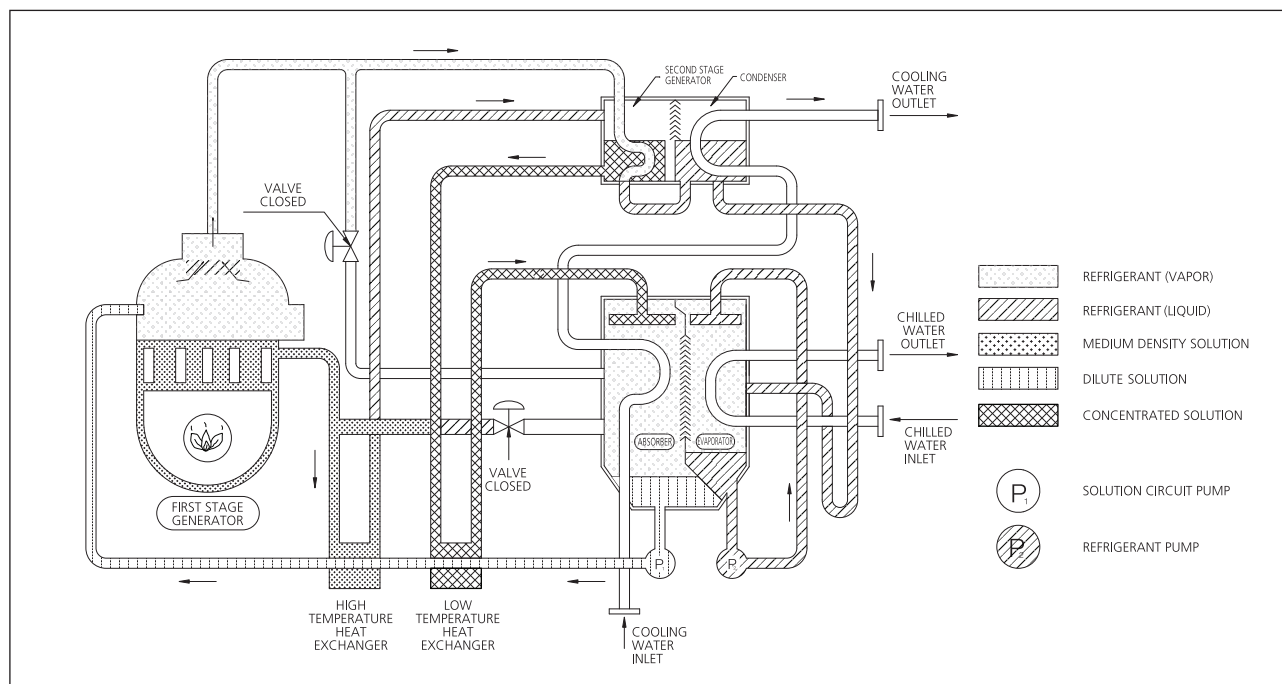 SECOND STAGE
GENERATOR
CONDENSER
COOLING
WATER
OUTLET
VALVE
CLOSED
REFRIGERANT (VAPOR)
REFRIGERANT (LIQUID)
CHILLED
WATER
OUTLET
MEDIUM DENSITY SOLUTION
DILUTE SOLUTION
CONCENTRATED SOLUTION
ABSORBER
EVAPORATOR
CHILLED
WATER
INLET
VALVE
CLOSED
FIRST STAGE
GENERATOR
P1
SOLUTION CIRCUIT PUMP
P2
REFRIGERANT PUMP
P
P
HIGH
TEMPERATURE
HEAT
EXCHANGER
LOW
TEMPERATURE
HEAT
EXCHANGER
COOLING
WATER
INLET